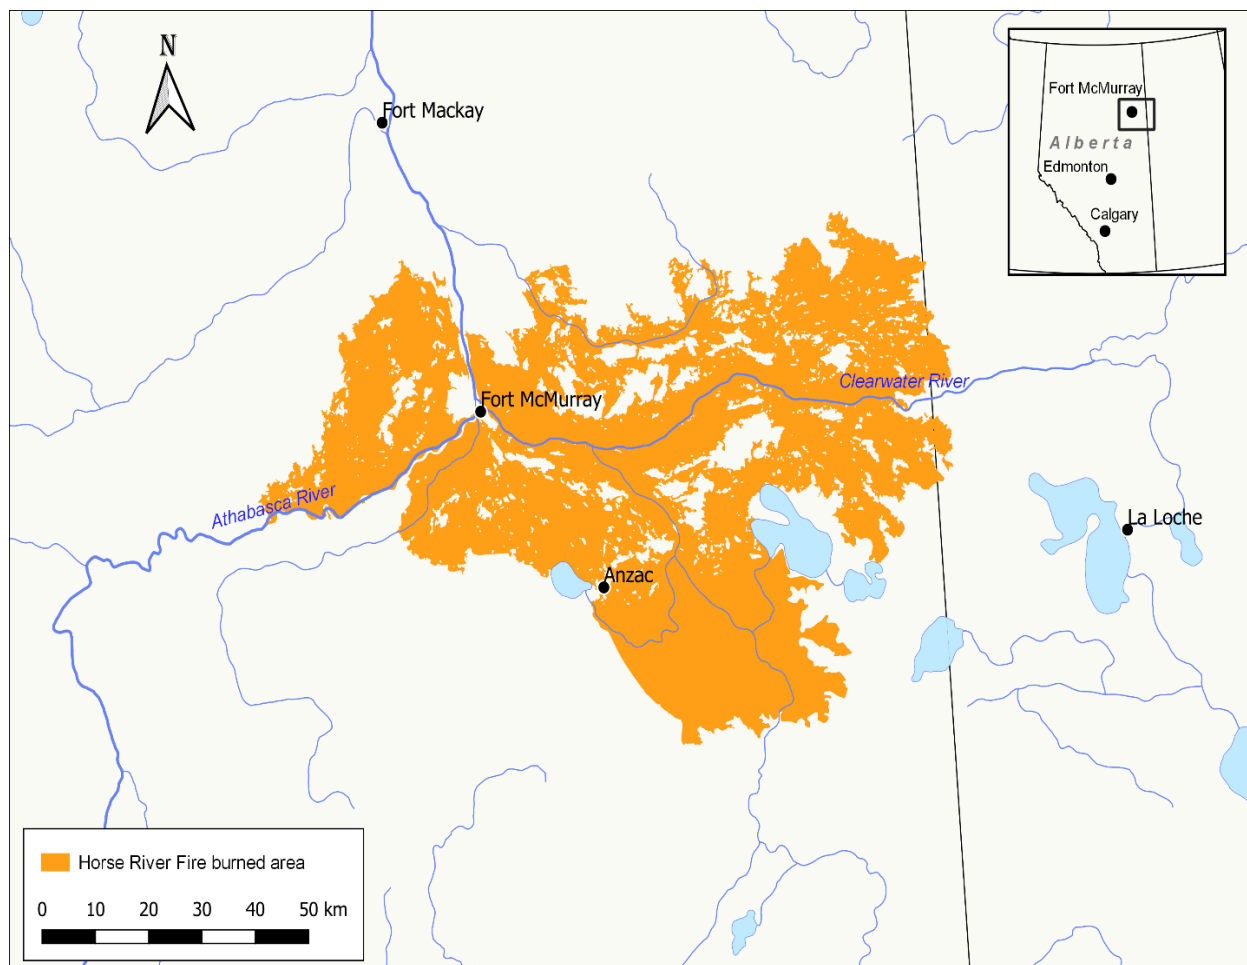 N
Fort Mackay
Fort McMurray
Alberta
Edmonton
Calgary
Clearwater River
Fort McMurray
Athabasca River
La Loche
Anzac
Horse River Fire burned area
0 10 20 30 40 50 km